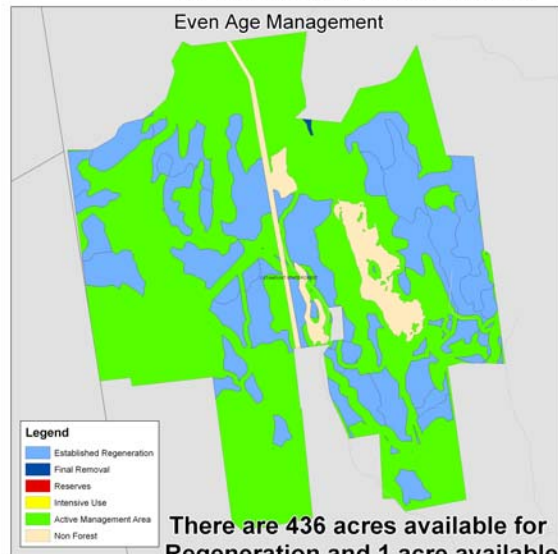 Even Age Management
Legend
Established Regeneration
Final Removal
Reserves
Intensive Use
Active Management Area
Non Forest
There are 436 acres available for
Regeneration and 1 acre available